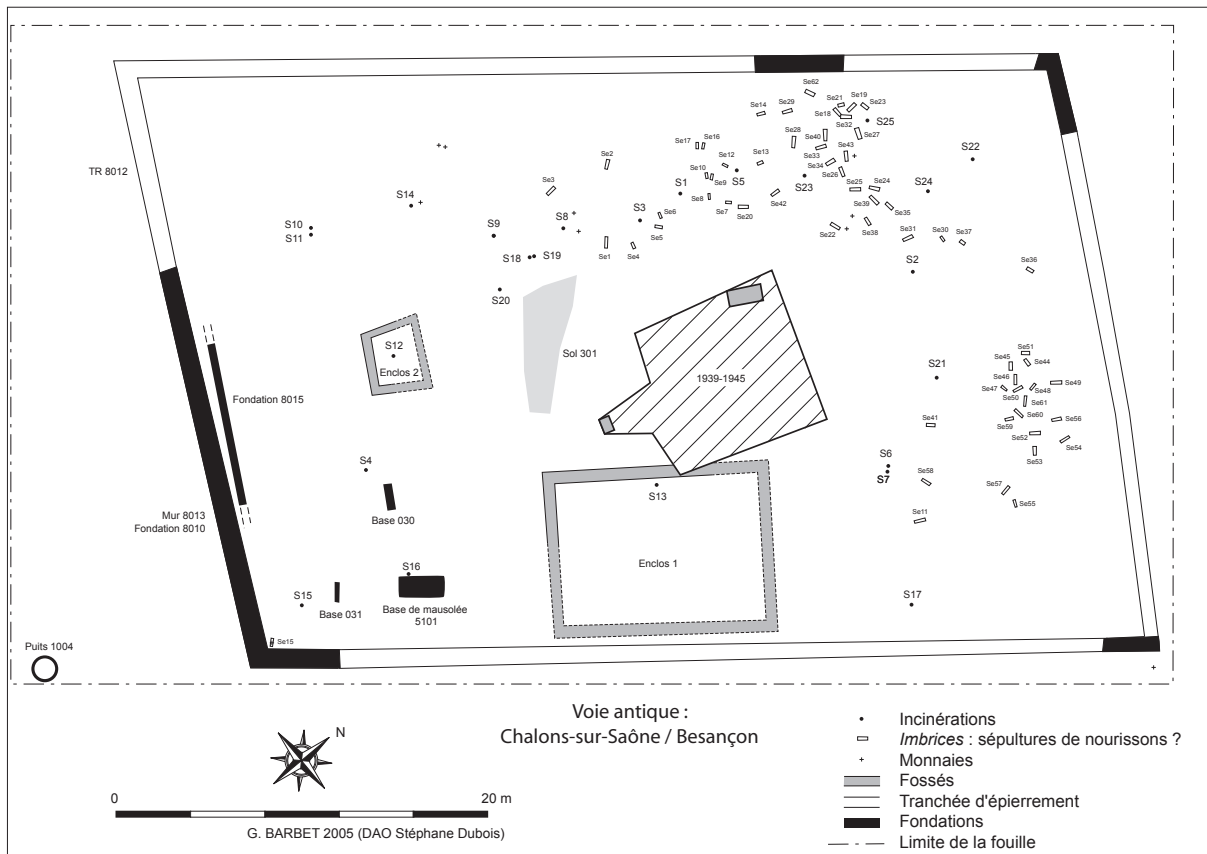 Se62
Se14
Se29
Se21
Se19
Se23
Se18
S25
Se32
Se27
TR 8012
Se17
Se16
Se28
Se40
Se43
S22
Se2
Se12
Se13
Se33
Se34
S5
Se10
Se9
S23
Se26
Se3
S1
Se25
Se24
S24
S14
Se8
Se42
Se7
Se20
Se39
Se35
S10
S11
S9
S8
S3
Se6
Se5
Se22
Se38
Se31
Se30
Se37
Se1
Se4
S18
S19
S2
Se36
S20
S12
Enclos 2
Sol 301
1939-1945
Se51
Se45
Se44
S21
Se46
Se47
Se48
Se49
Se50
Se61
Fondation 8015
Se60
Se59
Se56
Se41
Se52
Se54
Se53
S4
S6
S7
Se58
Se57
Se55
S13
Base 030
Mur 8013
Fondation 8010
Se11
Enclos 1
S16
S15
Base 031
Base de mausolée
5101
S17
Se15
Puits 1004
N
Voie antique :
Chalons-sur-Saône / Besançon
0
20 m
G. BARBET 2005 (DAO Stéphane Dubois)
Incinérations
Imbrices : sépultures de nourissons ?
Monnaies
Fossés
Tranchée d'épierrement
Fondations
Limite de la fouille